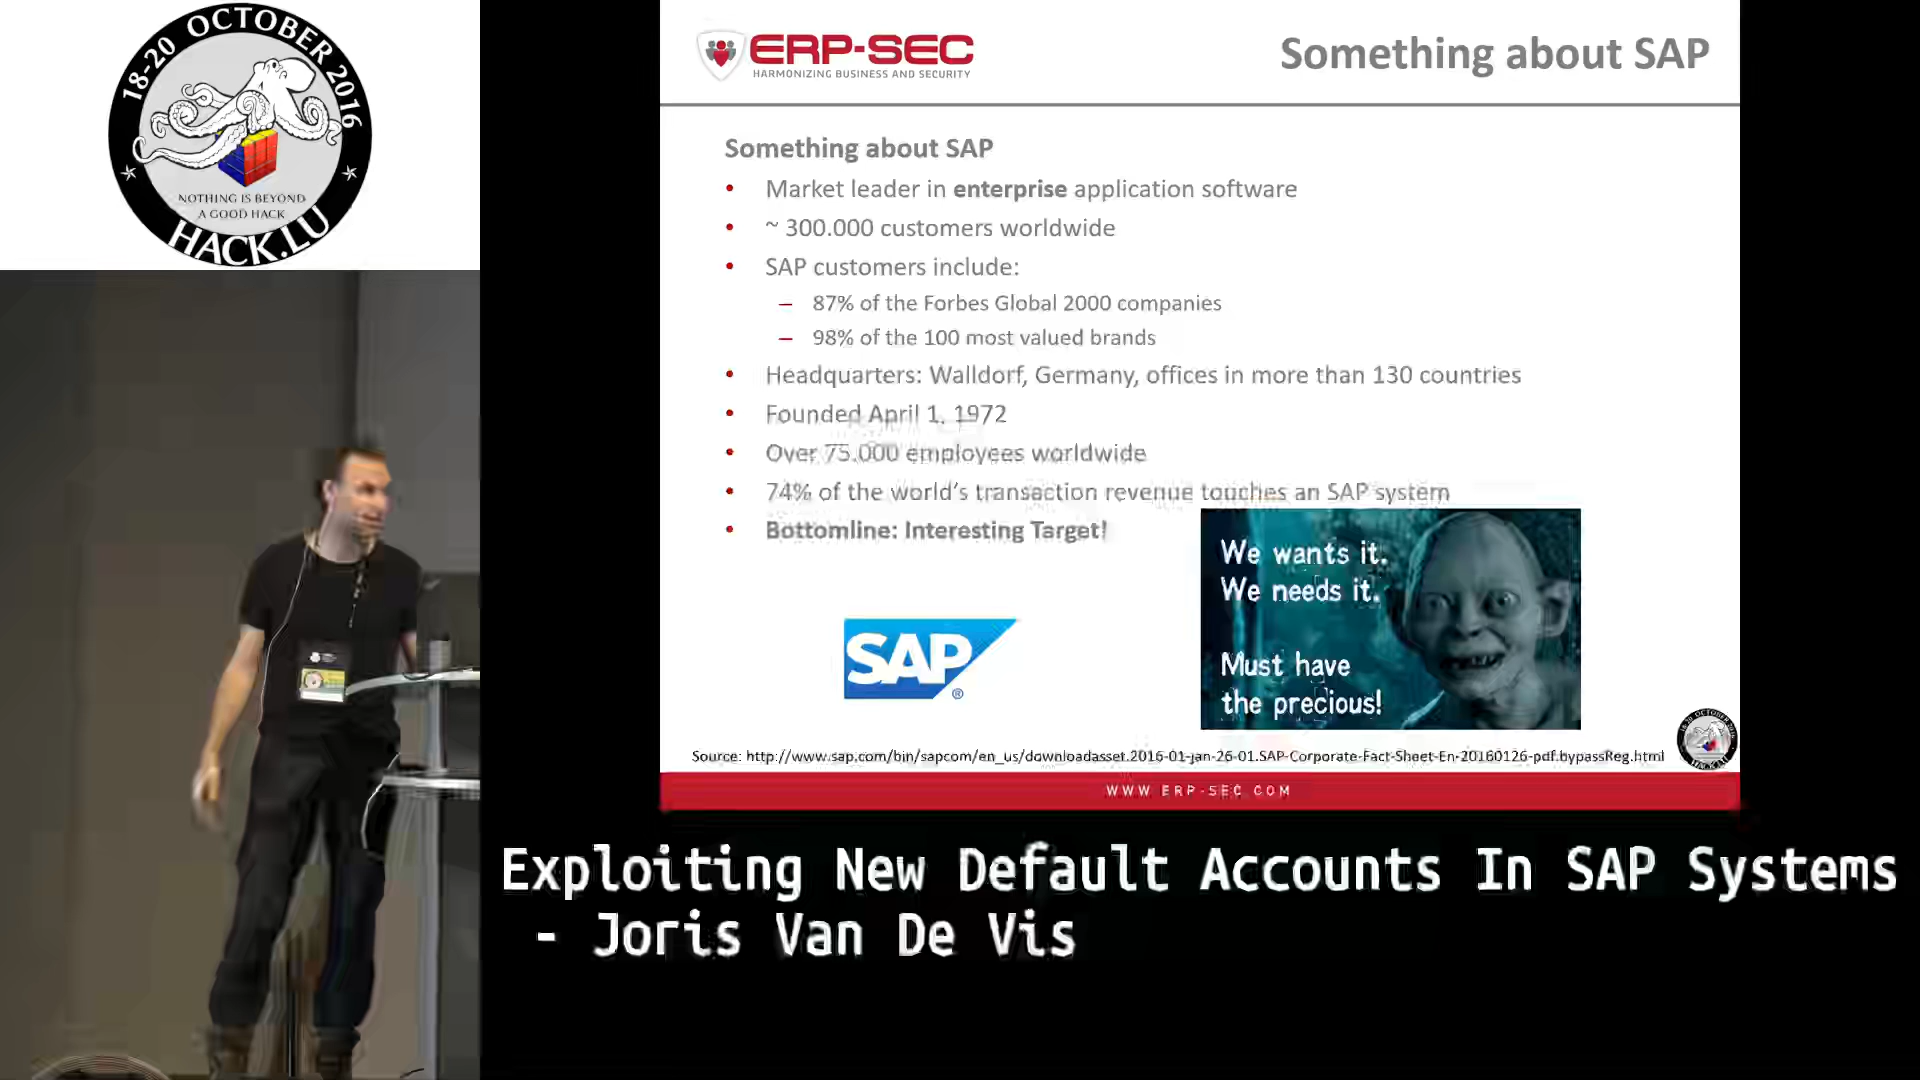 18-20 OCTOBER 2016
NOTHING IS BEYOND
A GOOD HACK
HACK.LU
ERP-SEC
HARMONIZING BUSINESS AND SECURITY
Something about SAP
Something about SAP
• Market leader in enterprise application software
• ~ 300.000 customers worldwide
• SAP customers include:
– 87% of the Forbes Global 2000 companies
– 98% of the 100 most valued brands
• Headquarters: Walldorf, Germany, offices in more than 130 countries
• Founded April 1, 1972
• Over 75.000 employees worldwide
• 74% of the world's transaction revenue touches an SAP system
• Bottomline: Interesting Target!
We wants it.
We needs it.
Must have
the precious!
SAP®
Source: http://www.sap.com/bin/sapcom/en_us/downloadasset.2016-01-jan-26-01.SAP-Corporate-Fact-Sheet-En-20160126-pdf.bypassReg.html
WWW.ERP-SEC.COM
Exploiting New Default Accounts In SAP Systems
- Joris Van De Vis